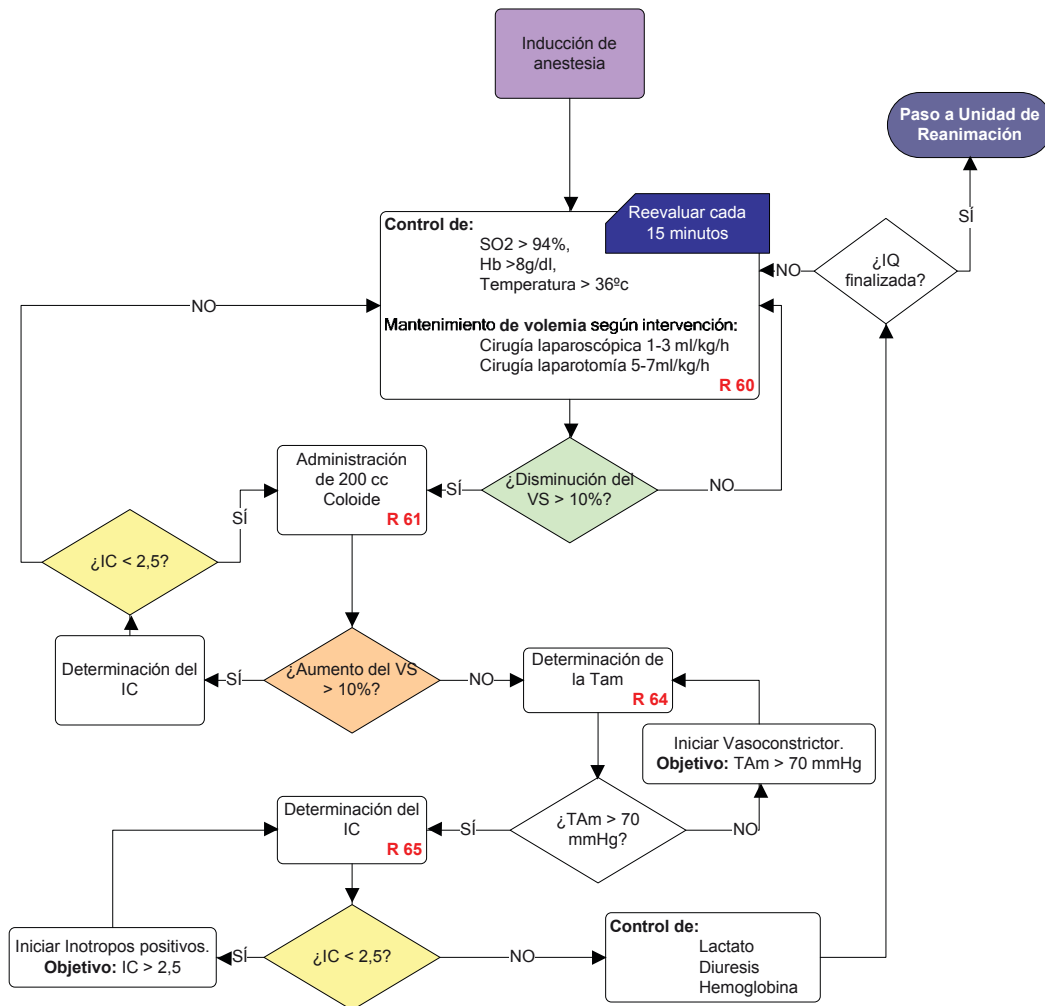 Inducción de
anestesia
Paso a Unidad de
Reanimación
Reevaluar cada
15 minutos
SÍ
Control de:
SO2 > 94%,
Hb >8g/dl,
Temperatura > 36ºc
NO
¿IQ
finalizada?
NO
Mantenimiento de volemia según intervención:
Cirugía laparoscópica 1-3 ml/kg/h
Cirugía laparotomía 5-7ml/kg/h
R 60
Administración
de 200 cc
Coloide
R 61
SÍ
¿Disminución del
VS > 10%?
NO
SÍ
¿IC < 2,5?
Determinación del
IC
SÍ
¿Aumento del VS
> 10%?
NO
Determinación de
la Tam
R 64
Iniciar Vasoconstrictor.
Objetivo: TAm > 70 mmHg
Determinación del
IC
R 65
SÍ
¿TAm > 70
mmHg?
NO
Iniciar Inotropos positivos.
Objetivo: IC > 2,5
SÍ
¿IC < 2,5?
NO
Control de:
Lactato
Diuresis
Hemoglobina